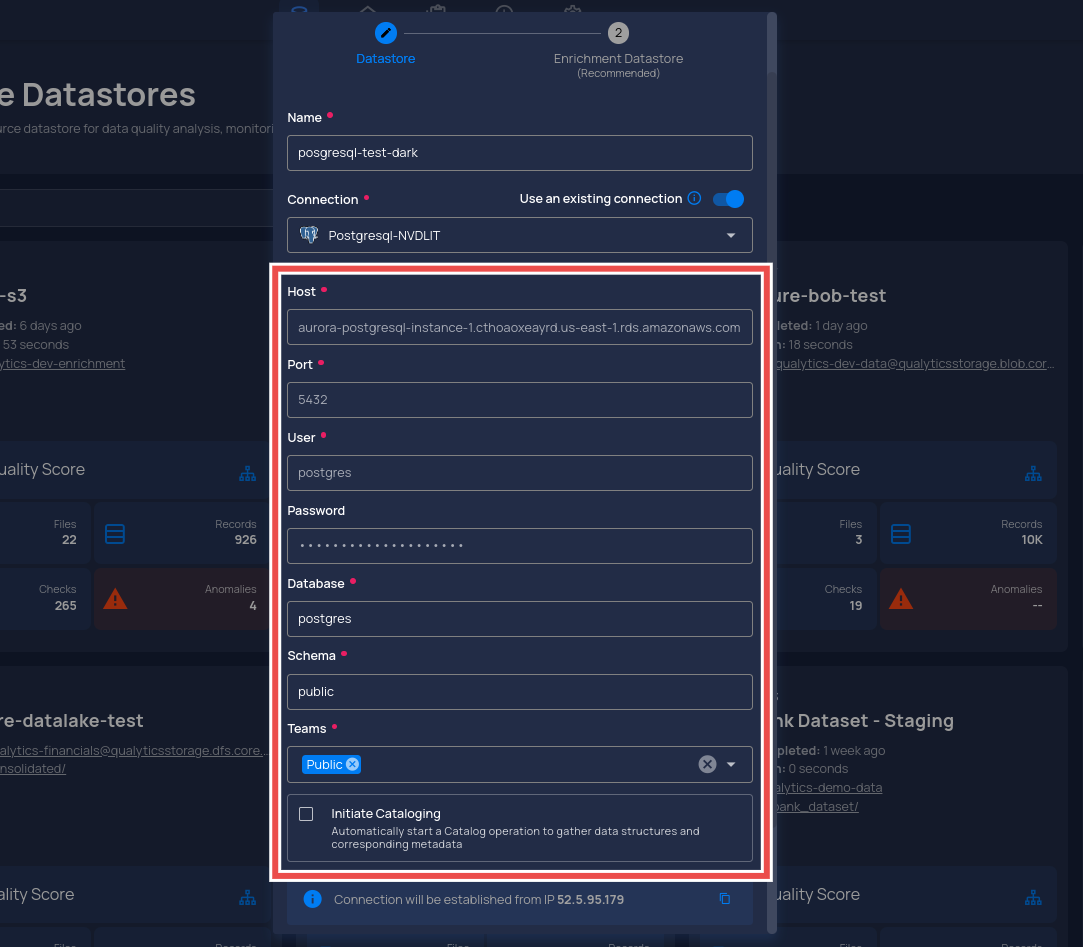 Datastore
2
Enrichment Datastore
(Recommended)
e Datastores
rce datastore for data quality analysis, monitori
Name
posgresql-test-dark
Connection
Use an existing connection
Postgresql-NVDLIT
Host
aurora-postgresql-instance-1.cthoaoxeayrd.us-east-1.rds.amazonaws.com
Port
5432
User
postgres
Password
Database
postgres
Schema
public
Teams
Public
Initiate Cataloging
Automatically start a Catalog operation to gather data structures and
corresponding metadata
Connection will be established from IP 52.5.95.179
-s3
ed: 6 days ago
: 53 seconds
ytics-dev-enrichment
uality Score
Files
22
Records
926
Checks
265
Anomalies
4
ure-bob-test
leted: 1 day ago
n: 18 seconds
qualytics-dev-data@qualyticsstorage.blob.cor…
uality Score
Files
3
Records
10K
Checks
19
Anomalies
--
re-datalake-test
alytics-financials@qualyticsstorage.dfs.core.…
nsolidated/
ality Score
Files
Records
Files
Records
nk Dataset - Staging
pleted: 1 week ago
n: 0 seconds
alytics-demo-data
bank_dataset/
uality Score
Files
Records